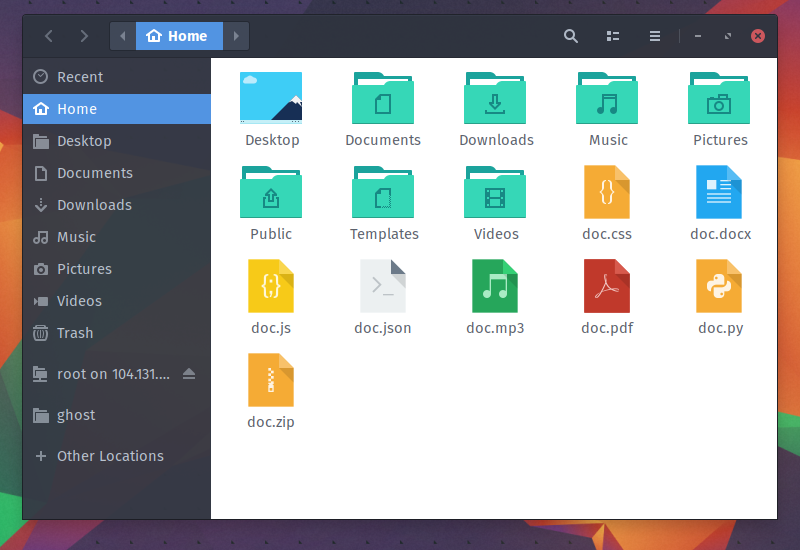 Home
Recent
Home
Desktop
Documents
Downloads
Music
Pictures
Videos
Trash
root on 104.131....
ghost
Other Locations
Desktop
Documents
Downloads
Music
Pictures
Public
Templates
Videos
doc.css
doc.docx
doc.js
doc.json
doc.mp3
doc.pdf
doc.py
doc.zip